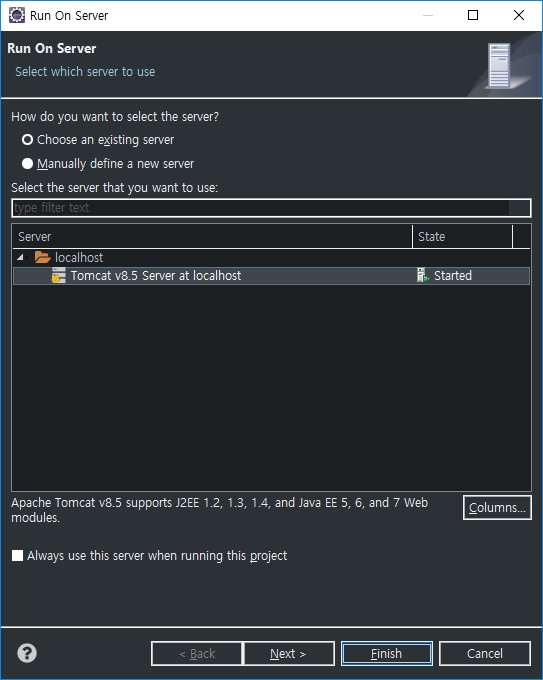 Run On Server
Run On Server
Select which server to use
How do you want to select the server?
Choose an existing server
Manually define a new server
Select the server that you want to use:
type filter text
Server State
localhost
Tomcat v8.5 Server at localhost Started
Apache Tomcat v8.5 supports J2EE 1.2, 1.3, 1.4, and Java EE 5, 6, and 7 Web
modules.
Columns...
Always use this server when running this project
< Back Next > Finish Cancel